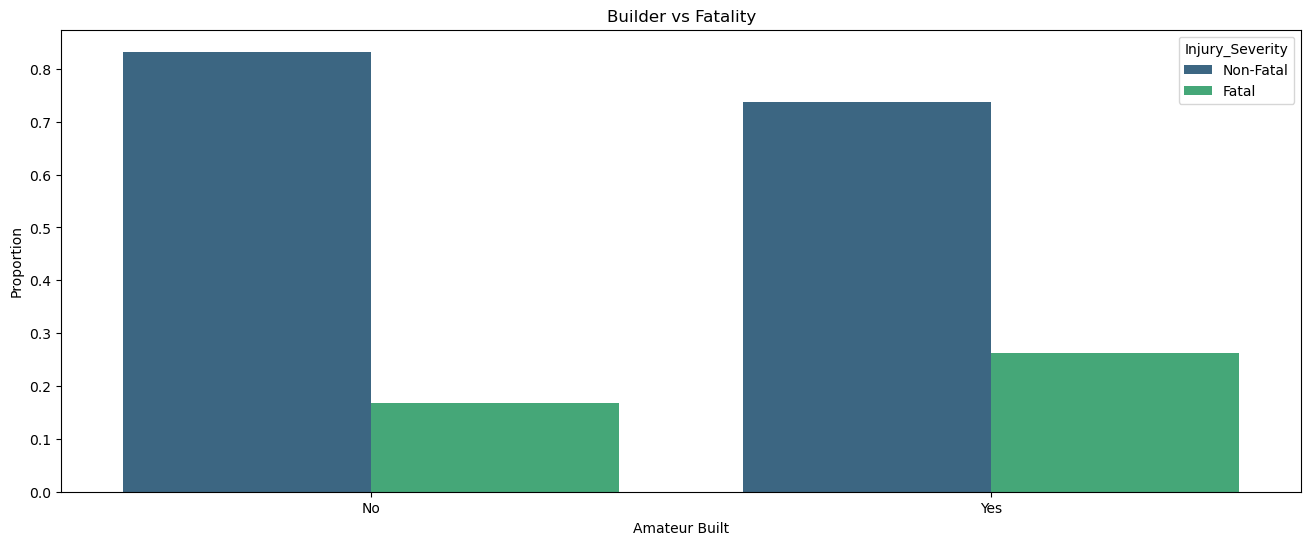 Builder vs Fatality
Injury_Severity
Non-Fatal
Fatal
0.8
0.7
0.6
0.5
0.4
0.3
0.2
0.1
0.0
Proportion
No
Yes
Amateur Built